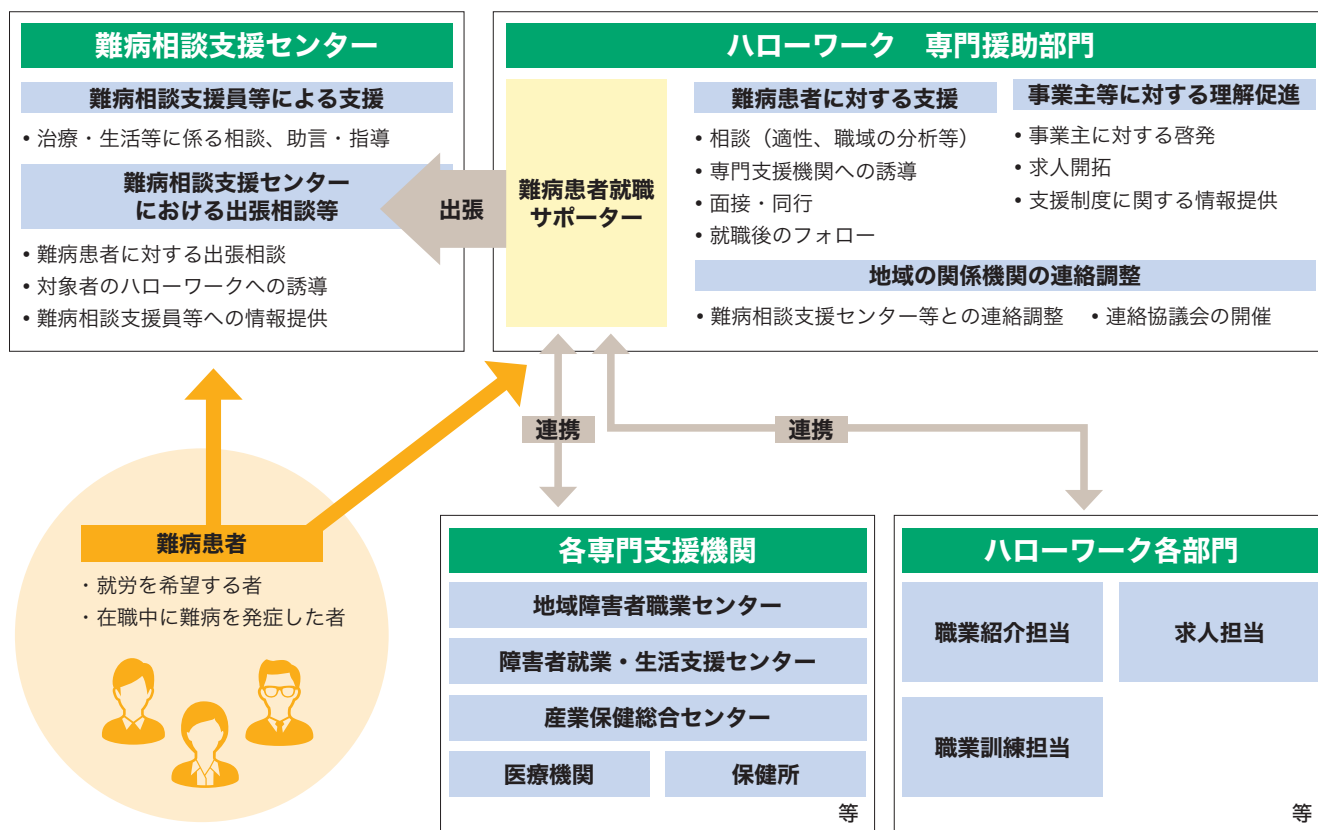 難病相談支援センター
難病相談支援員等による支援
• 治療・生活等に係る相談、助言・指導
難病相談支援センター
における出張相談等
• 難病患者に対する出張相談
• 対象者のハローワークへの誘導
• 難病相談支援員等への情報提供
出張
ハローワーク　専門援助部門
難病患者就職
サポーター
難病患者に対する支援
• 相談（適性、職域の分析等）
• 専門支援機関への誘導
• 面接・同行
• 就職後のフォロー
事業主等に対する理解促進
• 事業主に対する啓発
• 求人開拓
• 支援制度に関する情報提供
地域の関係機関の連絡調整
• 難病相談支援センター等との連絡調整　• 連絡協議会の開催
連携
連携
難病患者
・就労を希望する者
・在職中に難病を発症した者
各専門支援機関
地域障害者職業センター
障害者就業・生活支援センター
産業保健総合センター
医療機関
保健所
等
ハローワーク各部門
職業紹介担当
求人担当
職業訓練担当
等